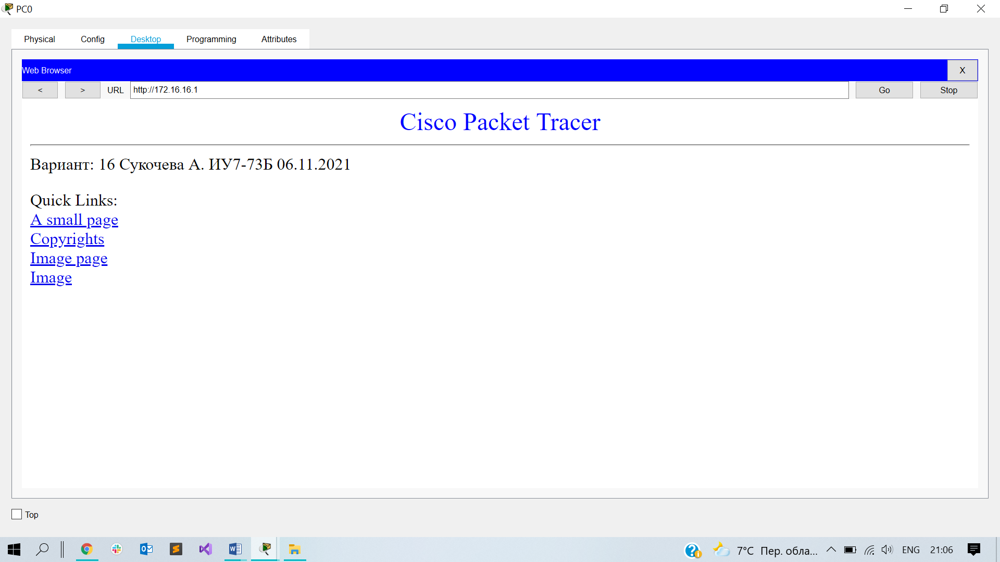 PC0
Physical Config Desktop Programming Attributes
Web Browser X
< > URL http://172.16.16.1 Go Stop
Cisco Packet Tracer
Вариант: 16 Сукочева А. ИУ7-73Б 06.11.2021
Quick Links:
A small page
Copyrights
Image page
Image
Top
7°C Пер. обла... ENG 21:06